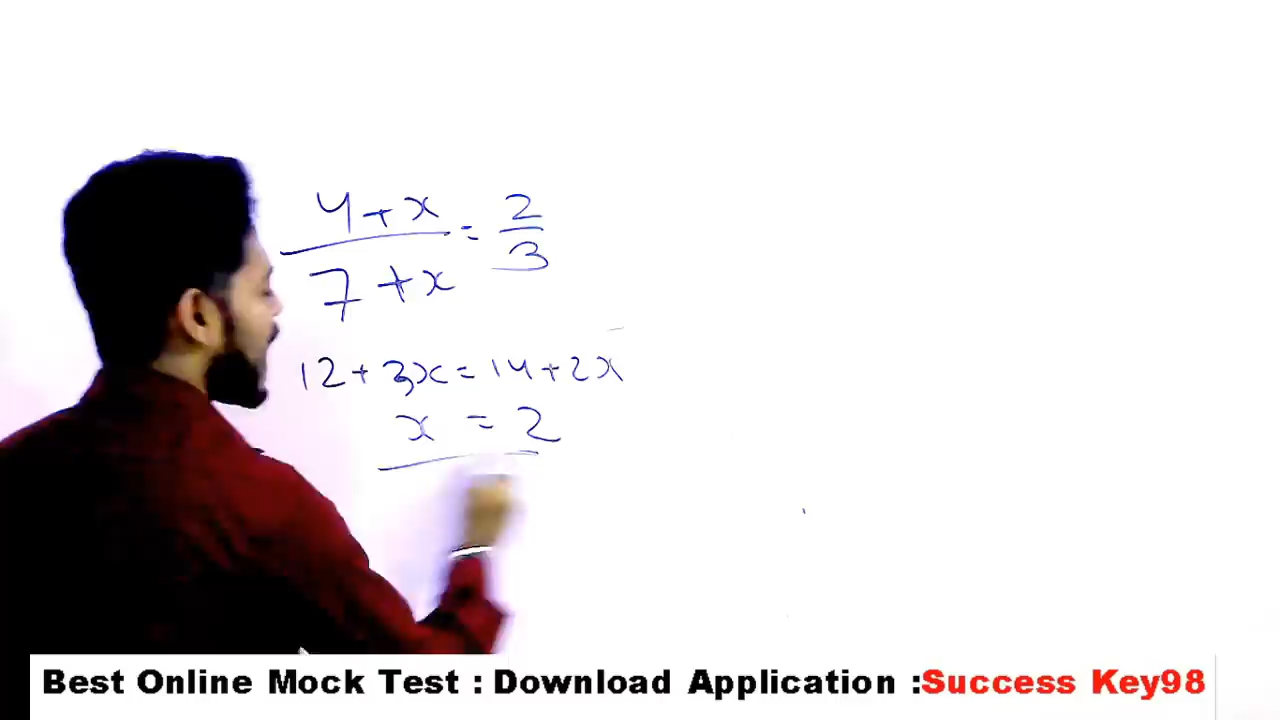 4+x/7+x = 2/3
12+3x=14+2x
x = 2
Best Online Mock Test : Download Application :Success Key98